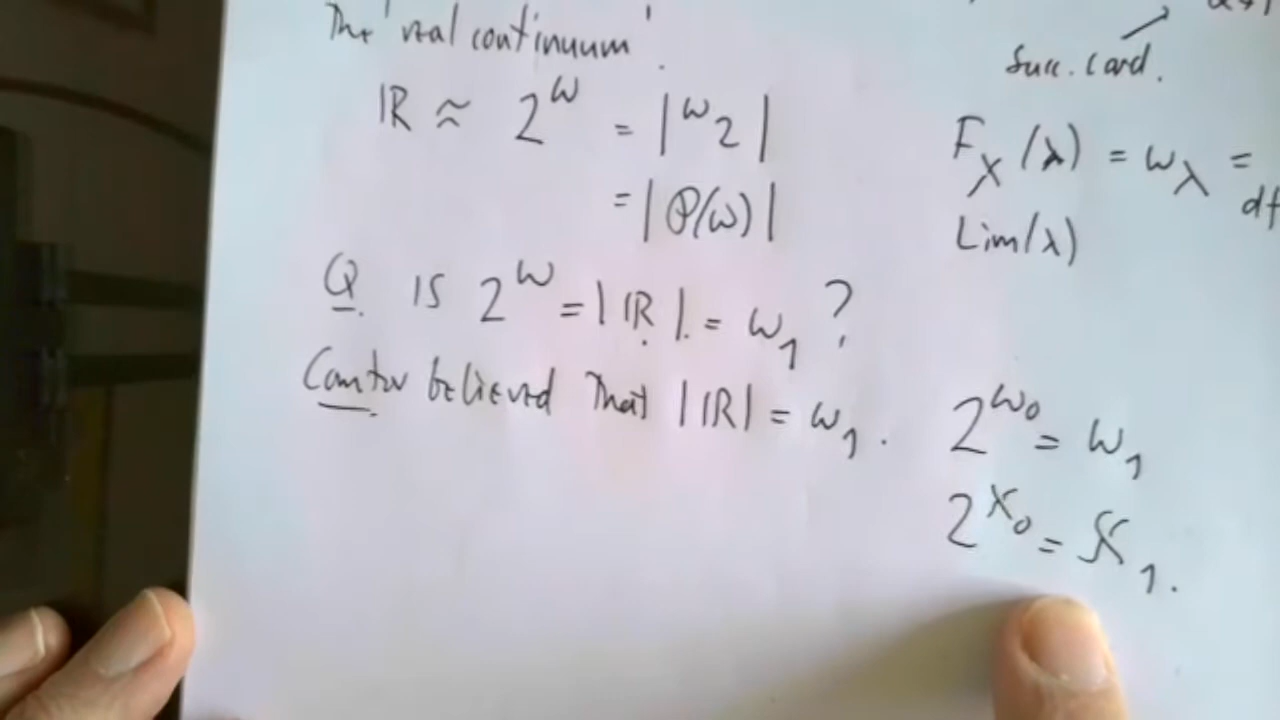 The 'real continuum'.
ℝ ≈ 2^ω = |^ω2|
= |𝒫(ω)|
Q. Is 2^ω = |ℝ| = ω₁ ?
Cantor believed that |ℝ| = ω₁.
Succ. card.
F_ℵ(λ) = ω_λ =
df
Lim(λ)
2^ω₀ = ω₁
2^ℵ₀ = ℵ₁.